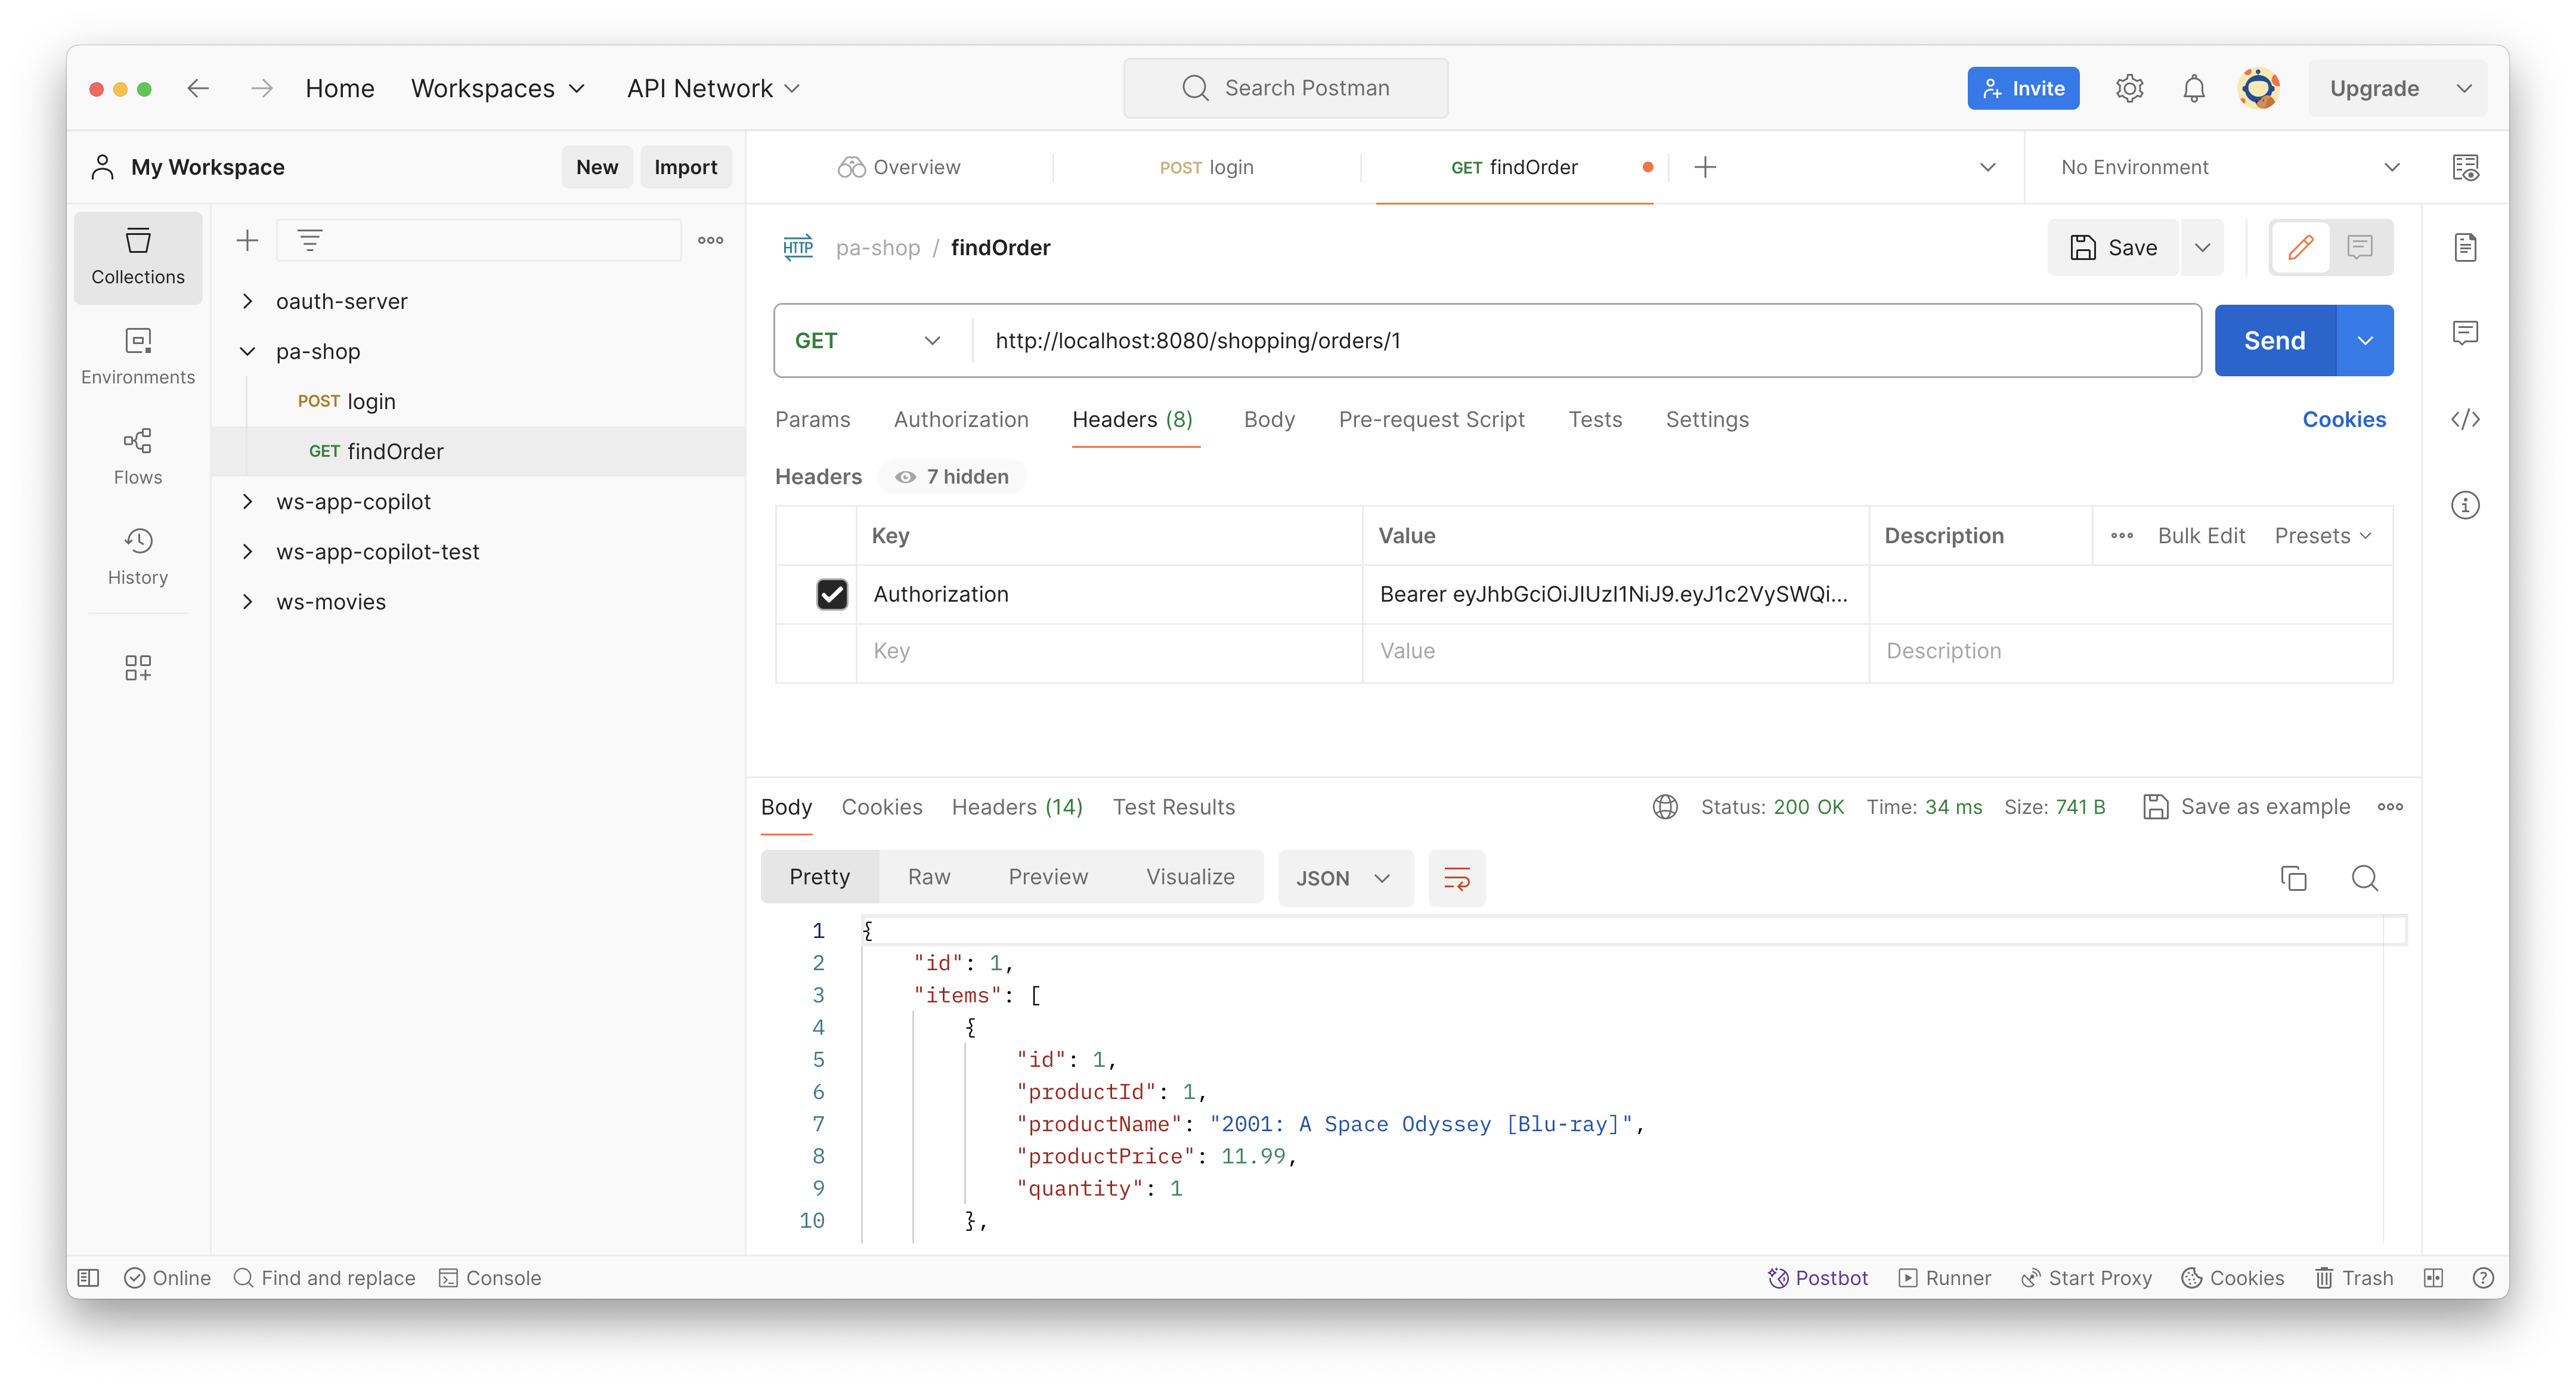 Home Workspaces API Network Search Postman Invite Upgrade
My Workspace New Import Overview POST login GET findOrder No Environment
Collections
Environments
Flows
History
oauth-server
pa-shop
POST login
GET findOrder
ws-app-copilot
ws-app-copilot-test
ws-movies
HTTP pa-shop / findOrder Save
GET http://localhost:8080/shopping/orders/1 Send
Params Authorization Headers (8) Body Pre-request Script Tests Settings Cookies
Headers 7 hidden
Key Value Description Bulk Edit Presets
Authorization Bearer eyJhbGciOiJIUzI1NiJ9.eyJ1c2VySWQi...
Key Value Description
Body Cookies Headers (14) Test Results Status: 200 OK Time: 34 ms Size: 741 B Save as example
Pretty Raw Preview Visualize JSON
1 {
2 "id": 1,
3 "items": [
4 {
5 "id": 1,
6 "productId": 1,
7 "productName": "2001: A Space Odyssey [Blu-ray]",
8 "productPrice": 11.99,
9 "quantity": 1
10 },
Online Find and replace Console Postbot Runner Start Proxy Cookies Trash